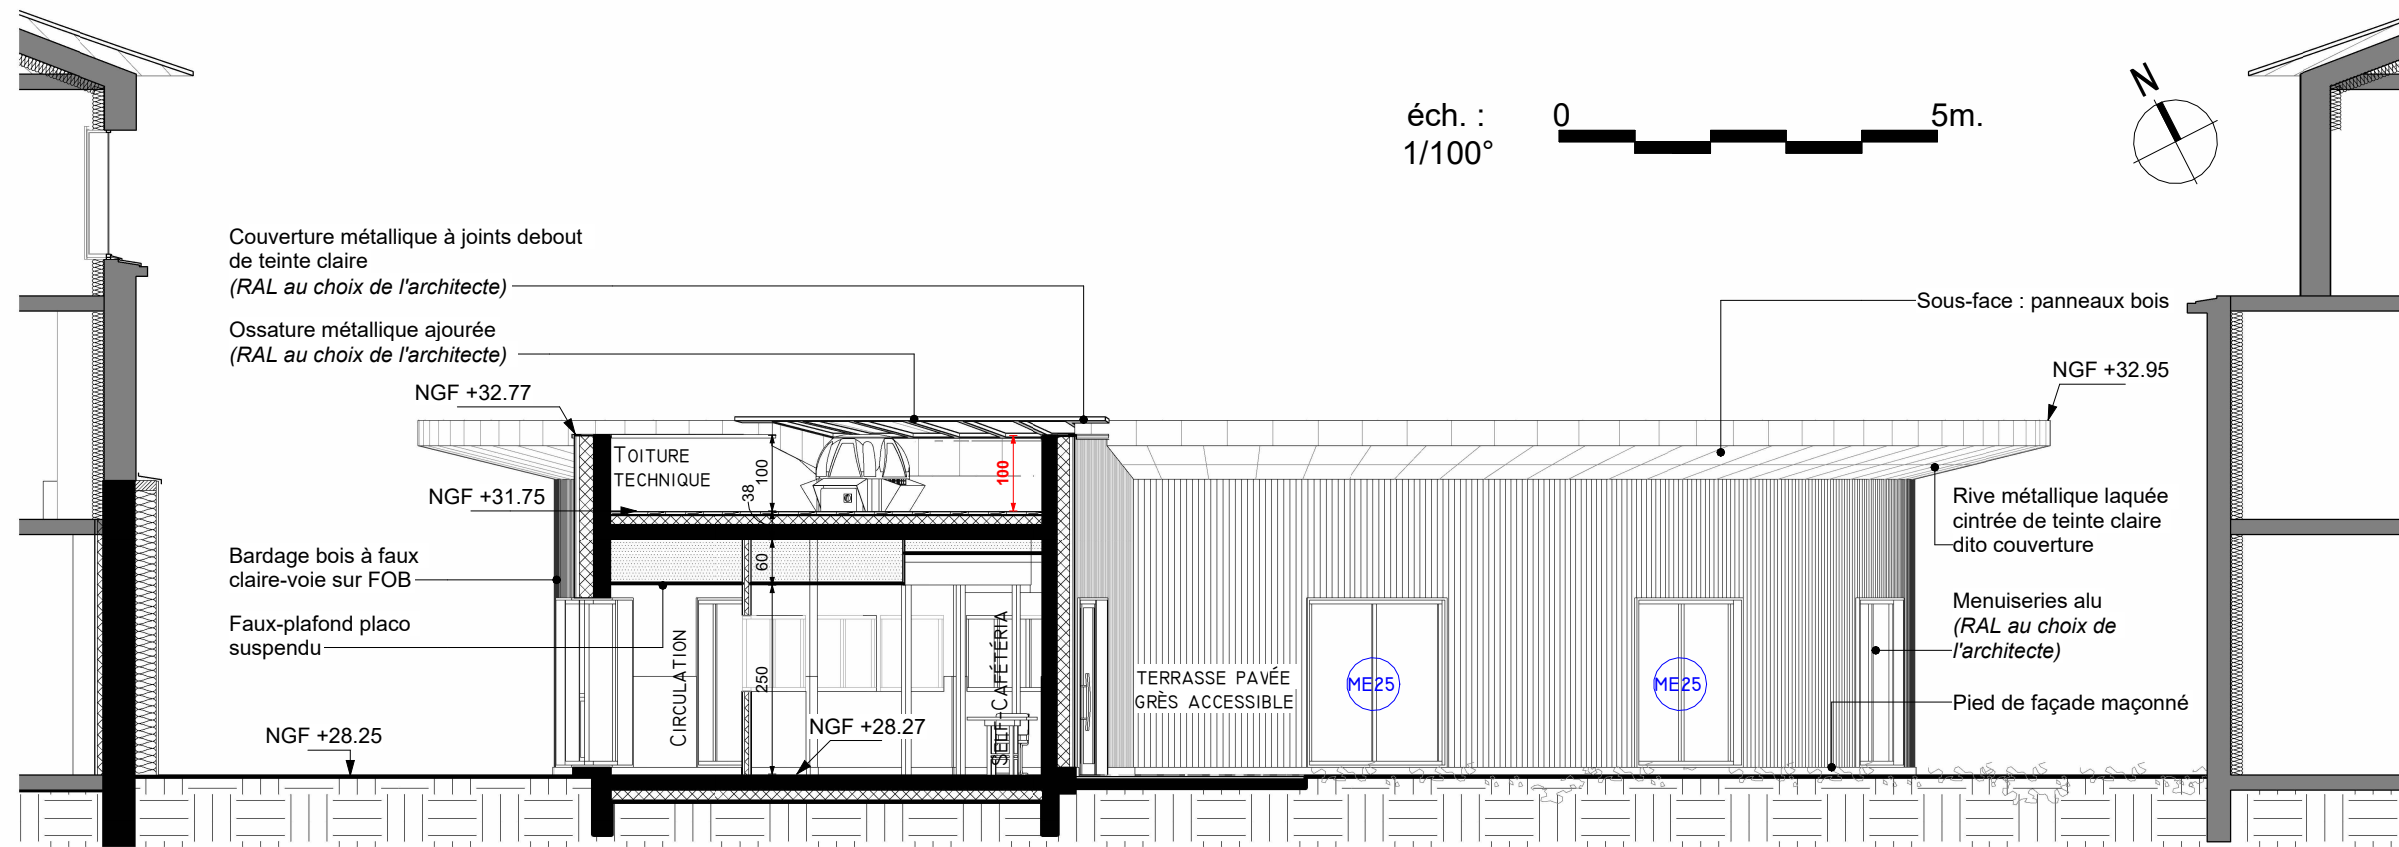 éch. :
1/100°
0
5m.
N
Couverture métallique à joints debout
de teinte claire
(RAL au choix de l'architecte)
Ossature métallique ajourée
(RAL au choix de l'architecte)
Sous-face : panneaux bois
NGF +32.77
NGF +32.95
TOITURE
TECHNIQUE
100
100
38
NGF +31.75
Rive métallique laquée
cintrée de teinte claire
dito couverture
Bardage bois à faux
claire-voie sur FOB
60
Faux-plafond placo
suspendu
Menuiseries alu
(RAL au choix de
l'architecte)
CIRCULATION
250
SELF-CAFÉTÉRIA
TERRASSE PAVÉE
GRÈS ACCESSIBLE
ME25
ME25
Pied de façade maçonné
NGF +28.25
NGF +28.27